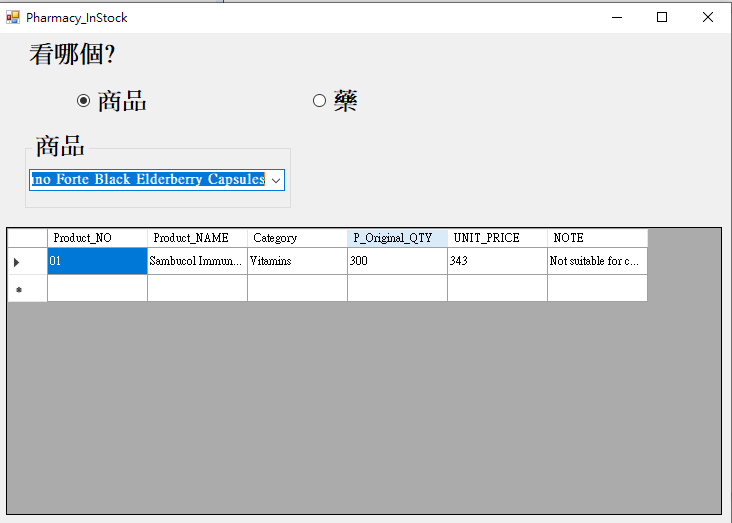 Pharmacy_InStock
看哪個?
商品 藥
商品
Forte Black Elderberry Capsules
Product_NO Product_NAME Category P_Original_QTY UNIT_PRICE NOTE
01 Sambucol Immun... Vitamins 300 343 Not suitable for c...